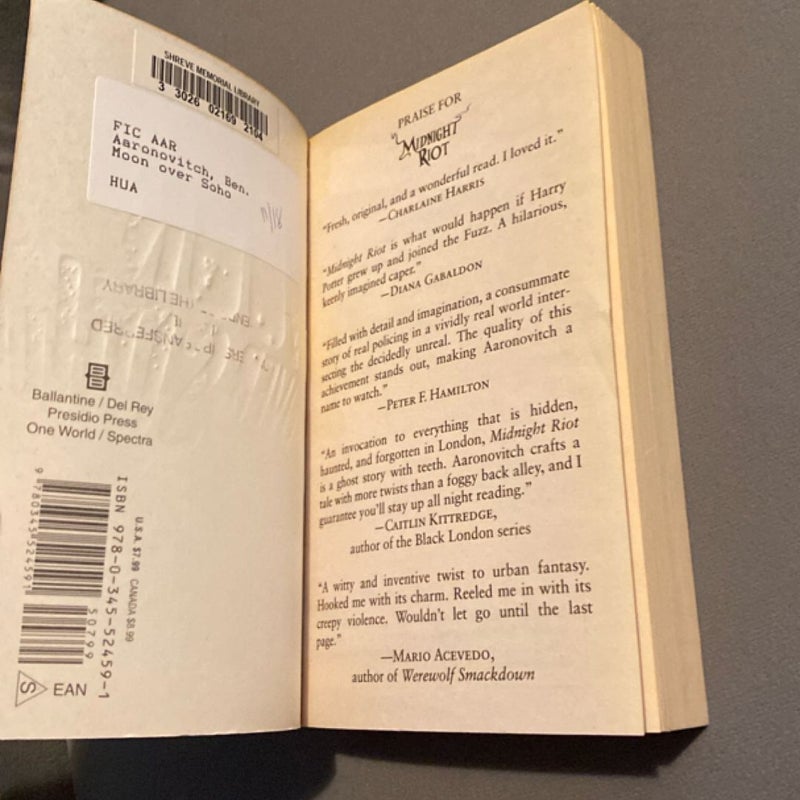 SHREVE MEMORIAL LIBRARY
3 3026 02169 2104
FIC AAR
Aaronovitch, Ben.
Moon over Soho
HUA
11/18
THE LIBRARY
Ballantine / Del Rey
Presidio Press
One World / Spectra
U.S.A. $7.99 CANADA $8.99
ISBN 978-0-345-52459-1
9 780345 524591
50799
S
EAN
PRAISE FOR
MIDNIGHT
RIOT
“Fresh, original, and a wonderful read. I loved it.”
—CHARLAINE HARRIS
“Midnight Riot is what would happen if Harry
Potter grew up and joined the Fuzz. A hilarious,
keenly imagined caper.”
—DIANA GABALDON
“Filled with detail and imagination, a consummate
story of real policing in a vividly real world inter-
secting the decidedly unreal. The quality of this
achievement stands out, making Aaronovitch a
name to watch.”
—PETER F. HAMILTON
“An invocation to everything that is hidden,
haunted, and forgotten in London, Midnight Riot
is a ghost story with teeth. Aaronovitch crafts a
tale with more twists than a foggy back alley, and I
guarantee you’ll stay up all night reading.”
—CAITLIN KITTREDGE,
author of the Black London series
“A witty and inventive twist to urban fantasy.
Hooked me with its charm. Reeled me in with its
creepy violence. Wouldn’t let go until the last
page.”
—MARIO ACEVEDO,
author of Werewolf Smackdown